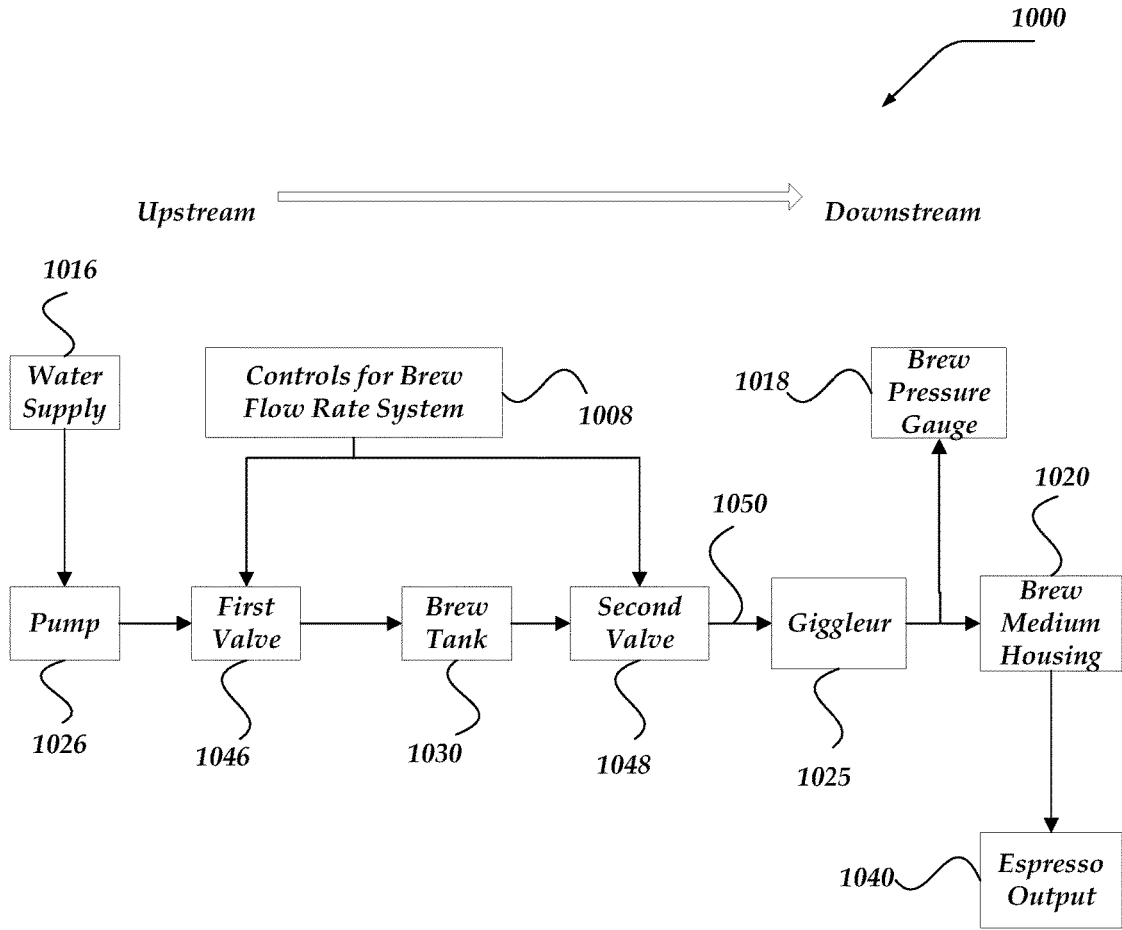 1000
Upstream
Downstream
1016
Water
Supply
Controls for Brew
Flow Rate System
1008
1018
Brew
Pressure
Gauge
1050
1020
Pump
First
Valve
Brew
Tank
Second
Valve
Giggleur
Brew
Medium
Housing
1026
1046
1030
1048
1025
1040
Espresso
Output